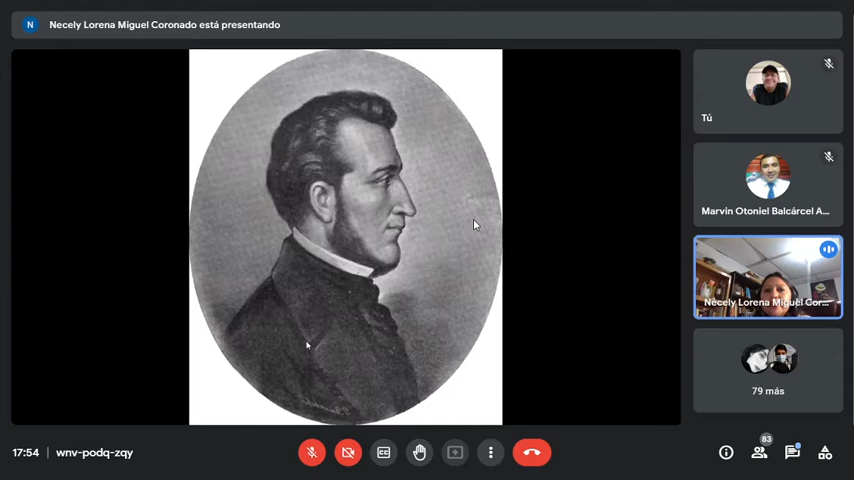 N
Necely Lorena Miguel Coronado está presentando
Tú
Marvin Otoniel Balcárcel A...
Necely Lorena Miguel Cor...
79 más
17:54
wnv-podq-zqy
CC
83